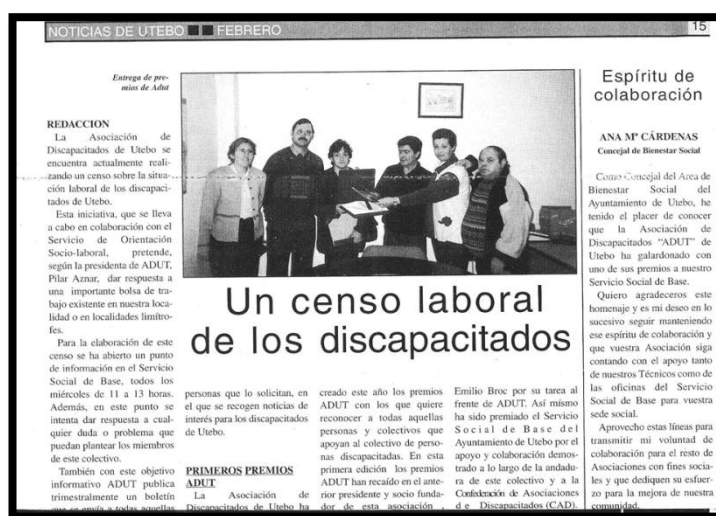 NOTICIAS DE UTEBO FEBRERO
15
Entrega de pre-
mios de Adut
REDACCION
La Asociación de
Discapacitados de Utebo se
encuentra actualmente reali-
zando un censo sobre la situa-
ción laboral de los discapaci-
tados de Utebo.
Esta iniciativa, que se lleva
a cabo en colaboración con el
Servicio de Orientación
Socio-laboral, pretende,
según la presidenta de ADUT,
Pilar Aznar, dar respuesta a
una importante bolsa de tra-
bajo existente en nuestra loca-
lidad o en localidades limítro-
fes.
Para la elaboración de este
censo se ha abierto un punto
de información en el Servicio
Social de Base, todos los
miércoles de 11 a 13 horas.
Además, en este punto se
intenta dar respuesta a cual-
quier duda o problema que
puedan plantear los miembros
de este colectivo.
También con este objetivo
informativo ADUT publica
trimestralmente un boletín
que se envía a todas aquellas
Un censo laboral
de los discapacitados
personas que lo solicitan, en
el que se recogen noticias de
interés para los discapacitados
de Utebo.
PRIMEROS PREMIOS
ADUT
La Asociación de
Discapacitados de Utebo ha
creado este año los premios
ADUT con los que quiere
reconocer a todas aquellas
personas y colectivos que
apoyan al colectivo de perso-
nas discapacitadas. En esta
primera edición los premios
ADUT han recaído en el ante-
rior presidente y socio funda-
dor de esta asociación ,
Emilio Broc por su tarea al
frente de ADUT. Así mismo
ha sido premiado el Servicio
Social de Base del
Ayuntamiento de Utebo por el
apoyo y colaboración demos-
trado a lo largo de la andadu-
ra de este colectivo y a la
Confederación de Asociaciones
de Discapacitados (CAD).
Espíritu de
colaboración
ANA Mª CÁRDENAS
Concejal de Bienestar Social
Como Concejal del Area de
Bienestar Social del
Ayuntamiento de Utebo, he
tenido el placer de conocer
que la Asociación de
Discapacitados "ADUT" de
Utebo ha galardonado con
uno de sus premios a nuestro
Servicio Social de Base.
Quiero agradeceros este
homenaje y es mi deseo en lo
sucesivo seguir manteniendo
ese espíritu de colaboración y
que vuestra Asociación siga
contando con el apoyo tanto
de nuestros Técnicos como de
las oficinas del Servicio
Social de Base para vuestra
sede social.
Aprovecho estas líneas para
transmitir mi voluntad de
colaboración para el resto de
Asociaciones con fines socia-
les y que dediquen su esfuer-
zo para la mejora de nuestra
comunidad.